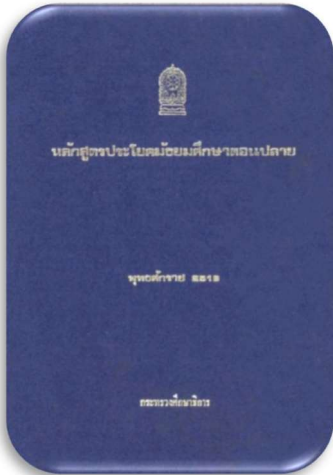 หลักสูตรประโยคมัธยมศึกษาตอนปลาย
พุทธศักราช
กระทรวงศึกษาธิการ